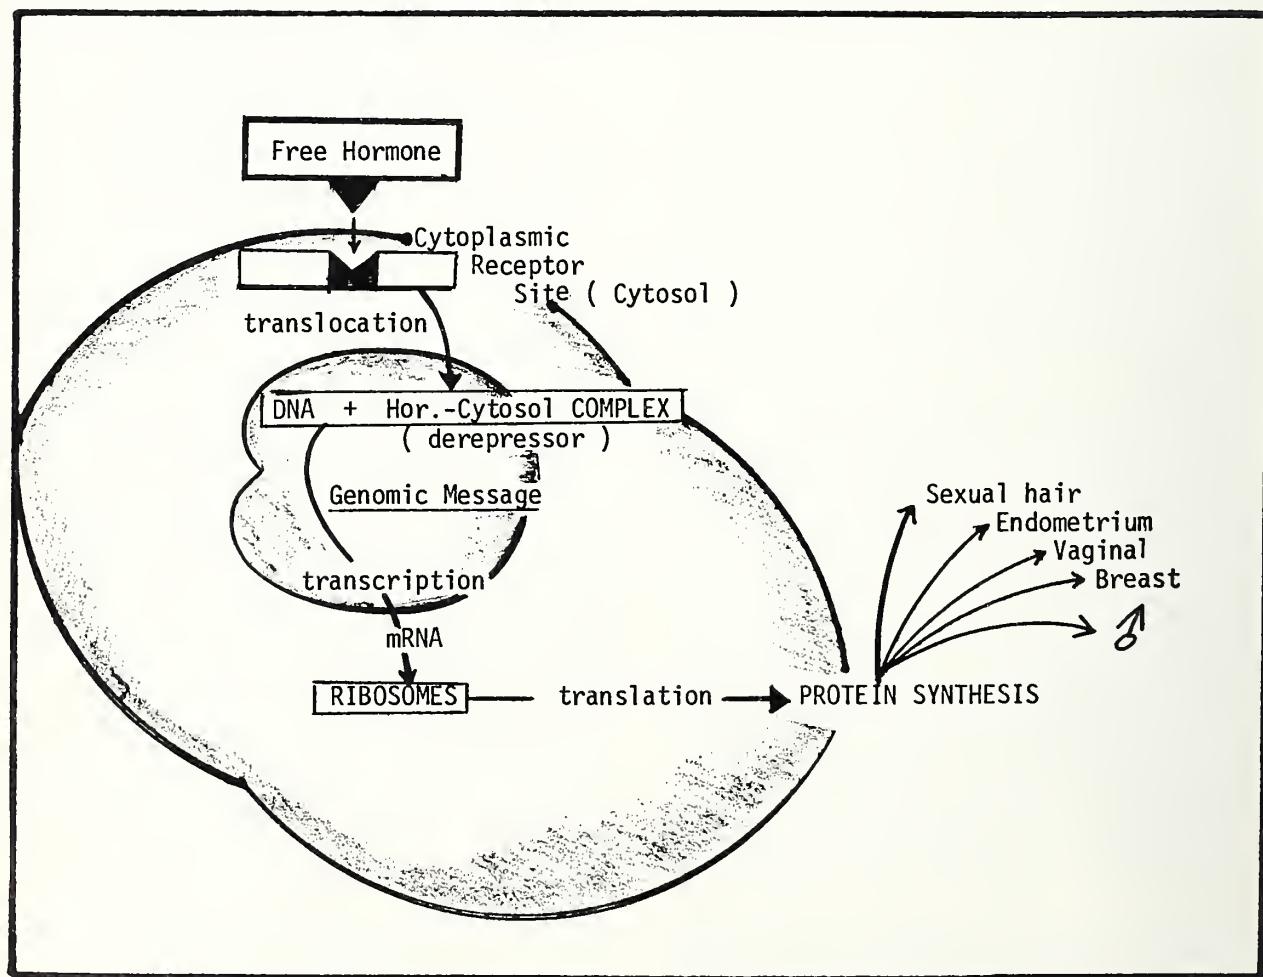 Free Hormone
Cytoplasmic
Receptor
Site ( Cytosol )
translocation
DNA + Hor.-Cytosol COMPLEX
( derepressor )
Genomic Message
transcription
mRNA
RIBOSOMES
translation
PROTEIN SYNTHESIS
Sexual hair
Endometrium
Vaginal
Breast
♂